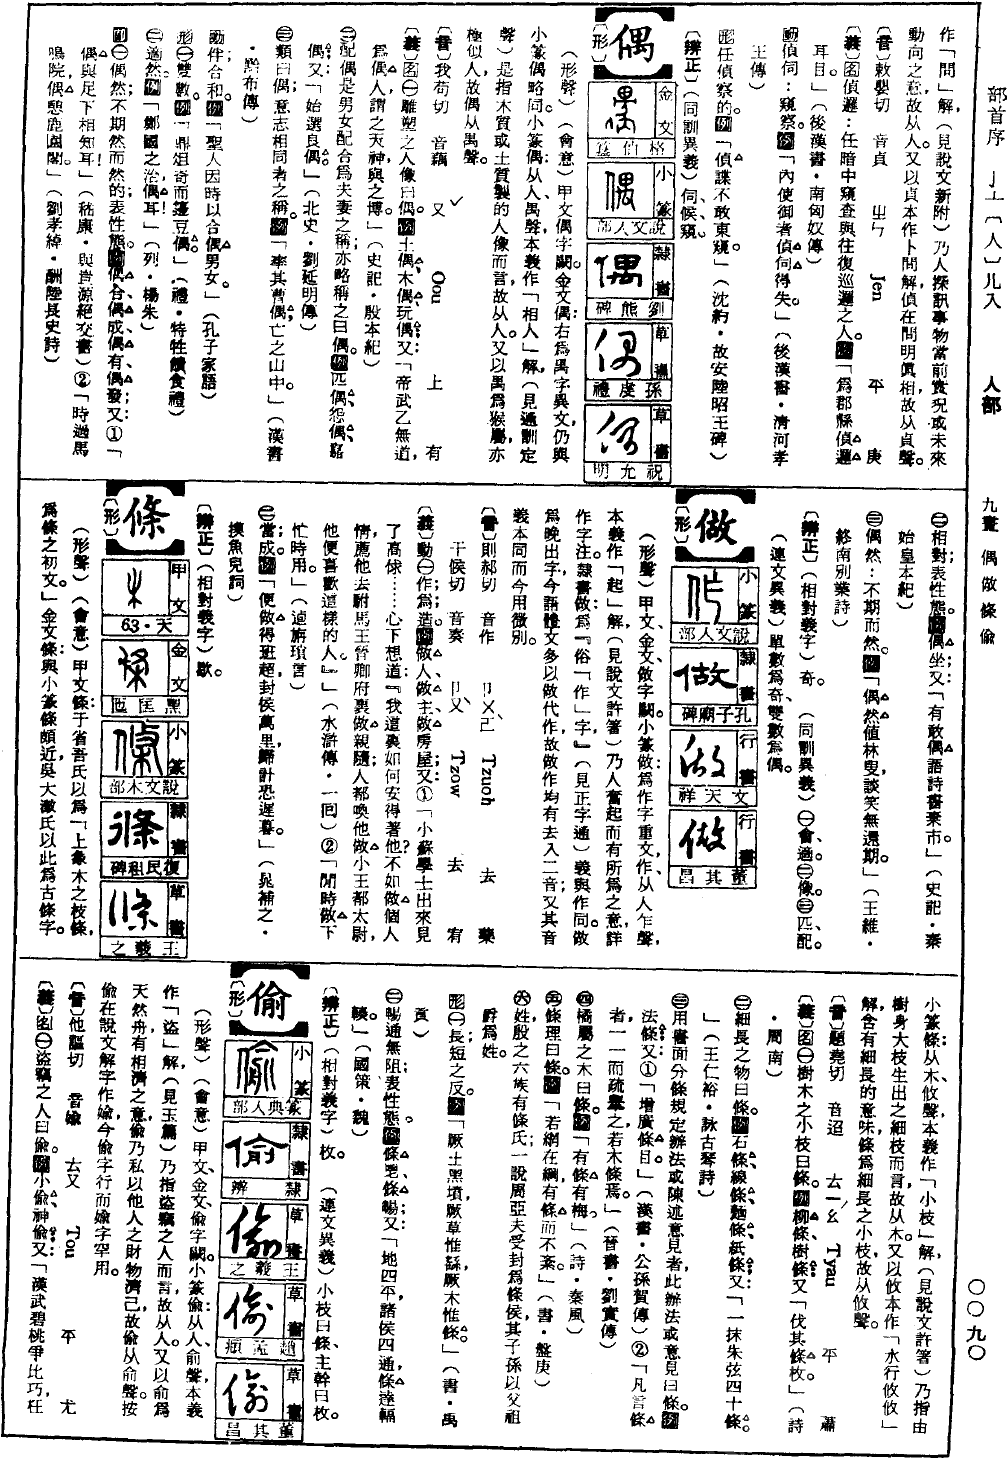 部首序　亅亠〔人〕儿入　　人部　　九畫　偶做條偷　　〇〇九〇
作「問」解，（見說文新附）乃人探訊事物當前實況或未來
動向之意，故从人。又以貞本作卜問解，偵在問明眞相，故从貞聲。
〔音〕敕嬰切　音貞　ㄓㄣ　Jen　平　庚
〔義〕名偵邏：任暗中窺查與往復巡邏之人。例「爲郡縣偵邏
耳目。」（後漢書・南匈奴傳）
動偵伺：窺察。例「內使御者偵伺得失。」（後漢書・清河孝
王傳）
形任偵察的。例「偵諜不敢東窺」（沈約・故安陸昭王碑）
〔辨正〕（同訓異義）伺、候、窺。
偶
〔形〕
金文　格伯簋
小篆　說文人部
隸書　劉熊碑
草書　孫虔禮
草書　祝允明
（形聲）（會意）甲文偶字闕。金文偶：右爲禺字異文，仍與
小篆偶略同。小篆偶：从人、禺聲，本義作「相人」解，（見通訓定
聲）是指木質或土質製的人像而言，故从人。又以禺爲猴屬，亦
極似人，故偶从禺聲。
〔音〕我苟切　音藕　ㄡˇ　Oou　上　有
〔義〕名㊀雕塑之人像曰偶。例土偶、木偶、玩偶；又「帝武乙無道，
爲偶人，謂之天神，與之博。」（史記・殷本紀）
㊁配偶是男女配合爲夫妻之稱；亦略稱之曰偶。例匹偶、怨偶、嘉
偶；又「始選良偶。」（北史・劉延明傳）
㊂類曰偶，意志相同者之稱。例「率其曹偶，亡之山中。」（漢書
・黥布傳）
動伴合；和。例「聖人因時以合偶男女。」（孔子家語）
形㊀雙數。例「鼎俎奇而籩豆偶。」（禮・特牲饋食禮）
㊁適然。例「鄭國之治偶耳！」（列・楊朱）
副㊀偶然，不期然而然的，表性態。例偶合、偶成、偶有、偶發；又①「
偶與足下相知耳！」（嵇康・與山巨源絕交書）②「時過馬
鳴院，偶憩鹿園閣。」（劉孝綽・酬陸長史詩）
㊁相對；表性態。例偶坐；又「有敢偶語詩書棄市。」（史記・秦
始皇本紀）
㊂偶然：不期而然。例「偶然値林叟，談笑無還期。」（王維・
終南別業詩）
〔辨正〕（相對義字）奇。　（同訓異義）㊀會、適。㊁像。㊂匹、配。
（連文異義）單數爲奇，雙數爲偶。
做
〔形〕
小篆　說文人部
隸書　孔子廟碑
行書　文天祥
行書　董其昌
（形聲）甲文、金文做字闕。小篆做爲作字重文，作从人乍聲，
本義作「起」解，（見說文許著）乃人奮起而有所爲之意，詳
作字注。隸書做：爲『俗「作」字』（見正字通）義與作同。做
爲晚出字，今語體文多以做代作，故做作均有去入二音；又其音
義本同而今用微別。
〔音〕則郝切　音作　ㄗㄨㄛˋ　Tzuoh　去　藥
干候切　音奏　ㄗㄡˋ　Tzow　去　宥
〔義〕動㊀作；爲；造。例做人、做主、做房屋；又①「小蘇學士出來見
了高俅……心下想道：『我道裏如何安得著他？不如做個人
情，薦他去駙馬王晉卿府裏做親隨；人都喚他做小王都太尉，
他便喜歡這樣的人。』」（水滸傳・一回）②「閒時做下
忙時用。」（通俗瑣言）
㊁當；成。例「便做得班超，封侯萬里，歸計恐遲暮。」（晁補之・
摸魚兒詞）
〔辨正〕（相對義字）歇。
條
〔形〕
甲文　天・63
金文　㷠匡卣
小篆　說文木部
隸書　復民租碑
草書　王羲之
（形聲）（會意）甲文條：于省吾氏以爲「上象木之枝條，
爲條之初文。」金文條：與小篆條頗近，吳大澂氏以此爲古條字。
小篆條：从木、攸聲，本義作「小枝」解，（見說文許箸）乃指由
樹身大枝生出之細枝而言，故从木。又以攸本作「水行攸攸」
解，含有細長的意味，條爲細長之小枝，故从攸聲。
〔音〕題堯切　音迢　ㄊㄧㄠˊ　Tyau　平　蕭
〔義〕名㊀樹木之小枝曰條。例柳條、樹條；又「伐其條枚。」（詩
・周南）
㊁細長之物曰條。例石條、線條、麵條、紙條；又「一抹朱弦四十條。
」（王仁裕・詠古琴詩）
㊂用書面分條規定辦法或陳述意見者，此辦法或意見曰條。例
法條；又①「增廣條目。」（漢書・公孫賀傳）②「凡言條
者，一一而疏舉之，若木條焉。」（晉書・劉寔傳）
㊃橘屬之木曰條。例「有條有梅。」（詩・秦風）
㊄條理曰條。例「若網在綱，有條而不紊。」（書・盤庚）
㊅姓，殷之六族有條氏；一說周亞夫受封爲條侯，其子孫以父祖
爵爲姓。
形㊀長；短之反。例「厥土黑墳，厥草惟繇，厥木惟條。」（書・禹
貢）
㊁暢通無阻，表性態。例條鬯、條暢；又「地四平，諸侯四通，條達輻
輳。」（國策・魏）
〔辨正〕（相對義字）枚。　（連文異義）小枝曰條、主幹曰枚。
偷
〔形〕
小篆　篆典人部
隸書　隸辨
草書　王羲之
草書　趙孟頫
草書　董其昌
（形聲）（會意）甲文、金文、偷字闕。小篆偷：从人、俞聲，本義
作「盜」解，（見玉篇）乃指盜竊之人而言，故从人。又以俞爲
天然舟，有相濟之意，偷乃私以他人之財物濟己，故偷从俞聲。按
偷在說文解字作婾，今偷字行而婾字罕用。
〔音〕他謳切　音婾　ㄊㄡ　Tou　平　尤
〔義〕名㊀盜竊之人曰偷。例小偷、神偷；又「漢武碧桃爭比巧，枉